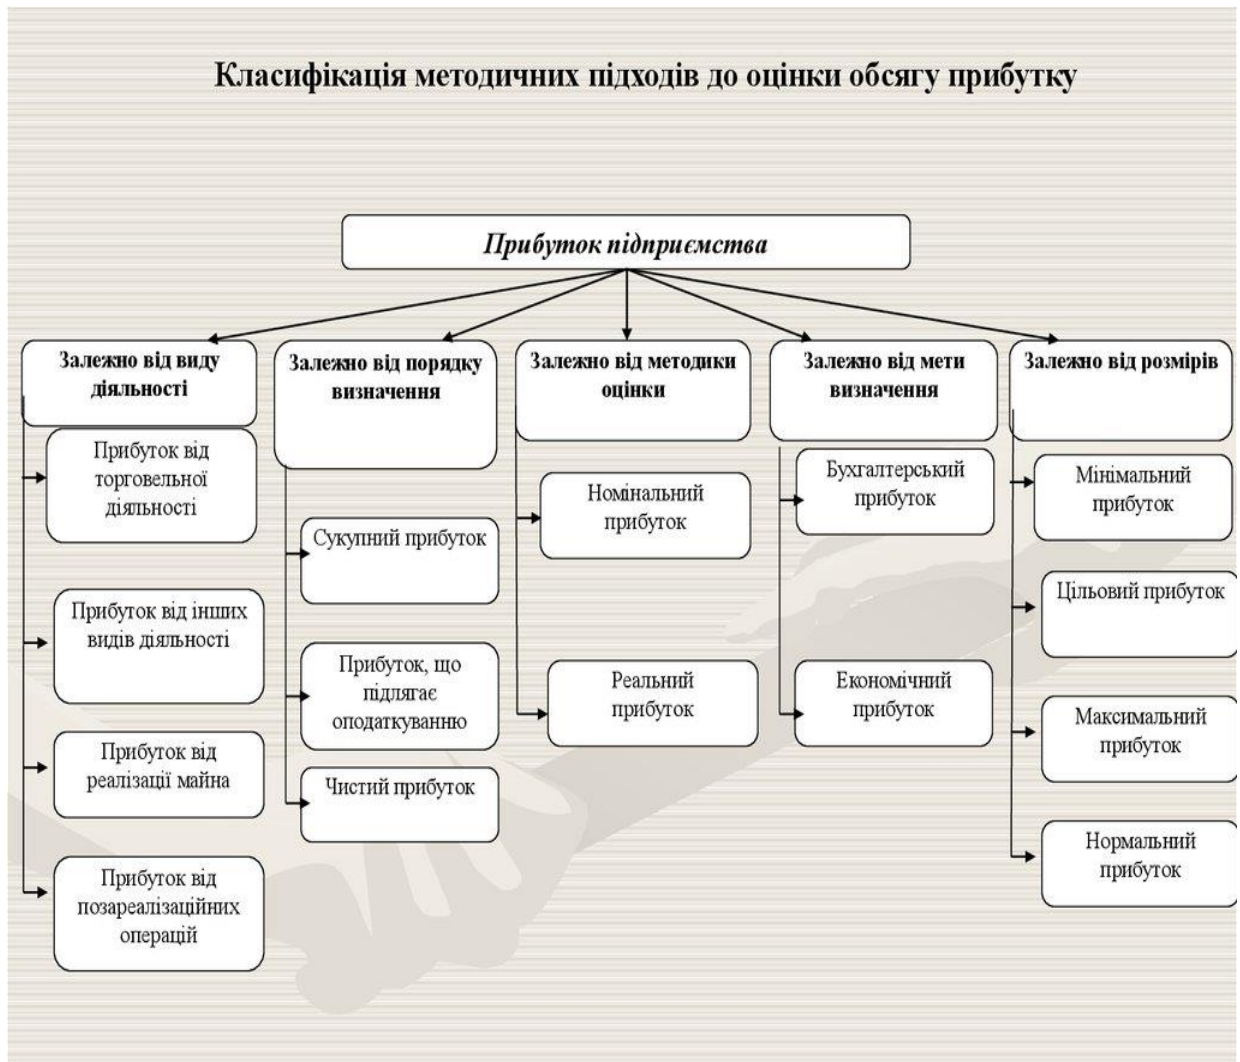 Класифікація методичних підходів до оцінки обсягу прибутку
Прибуток підприємства
Залежно від виду
діяльності
Прибуток від
торговельної
діяльності
Прибуток від інших
видів діяльності
Прибуток від
реалізації майна
Прибуток від
позареалізаційних
операцій
Залежно від порядку
визначення
Сукупний прибуток
Прибуток, що
підлягає
оподаткуванню
Чистий прибуток
Залежно від методики
оцінки
Номінальний
прибуток
Реальний
прибуток
Залежно від мети
визначення
Бухгалтерський
прибуток
Економічний
прибуток
Залежно від розмірів
Мінімальний
прибуток
Цільовий прибуток
Максимальний
прибуток
Нормальний
прибуток